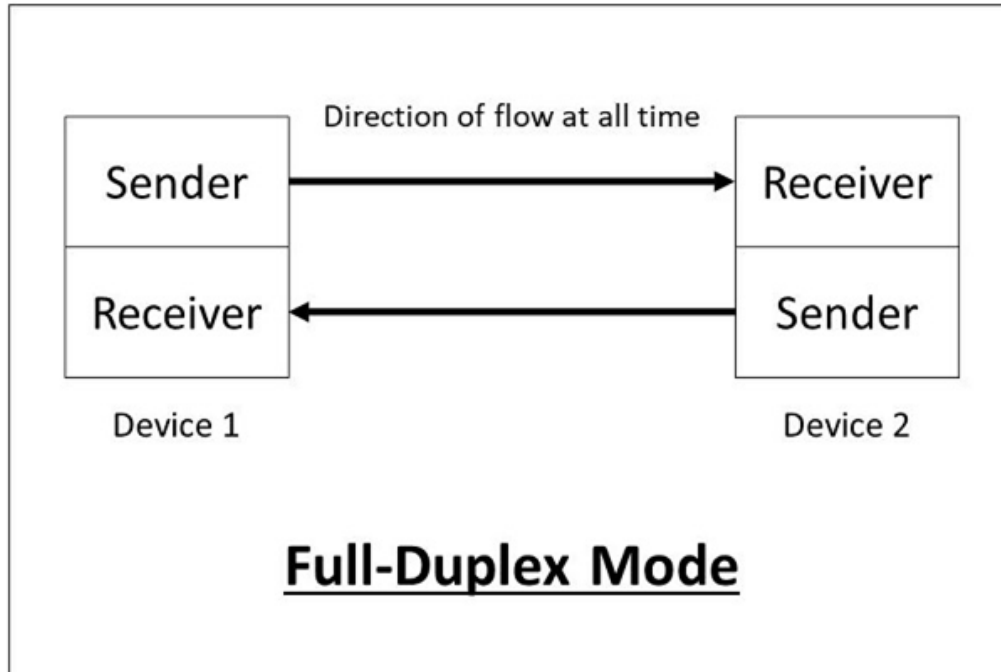 Direction of flow at all time
Sender
Receiver
Receiver
Sender
Device 1
Device 2
Full-Duplex Mode